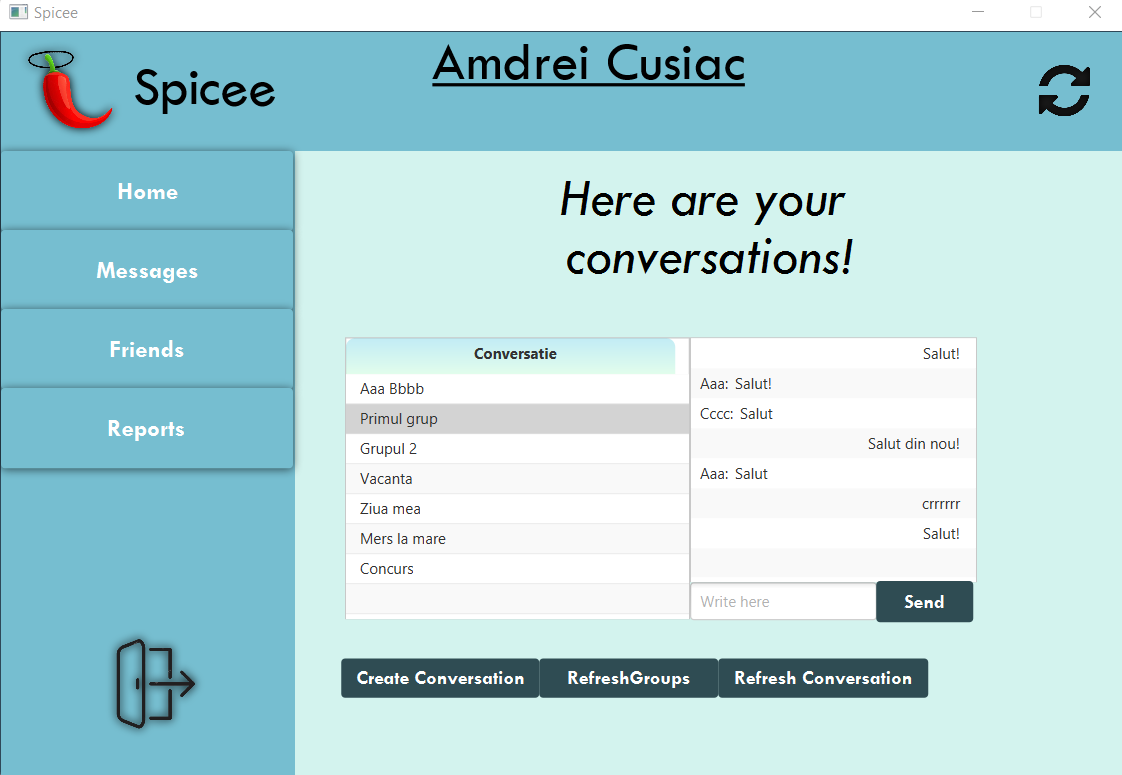 Spicee
Spicee
Amdrei Cusiac
Home
Messages
Friends
Reports
Here are your
conversations!
Conversatie
Aaa Bbbb
Primul grup
Grupul 2
Vacanta
Ziua mea
Mers la mare
Concurs
Salut!
Aaa: Salut!
Cccc: Salut
Salut din nou!
Aaa: Salut
crrrrrr
Salut!
Write here
Send
Create Conversation
RefreshGroups
Refresh Conversation